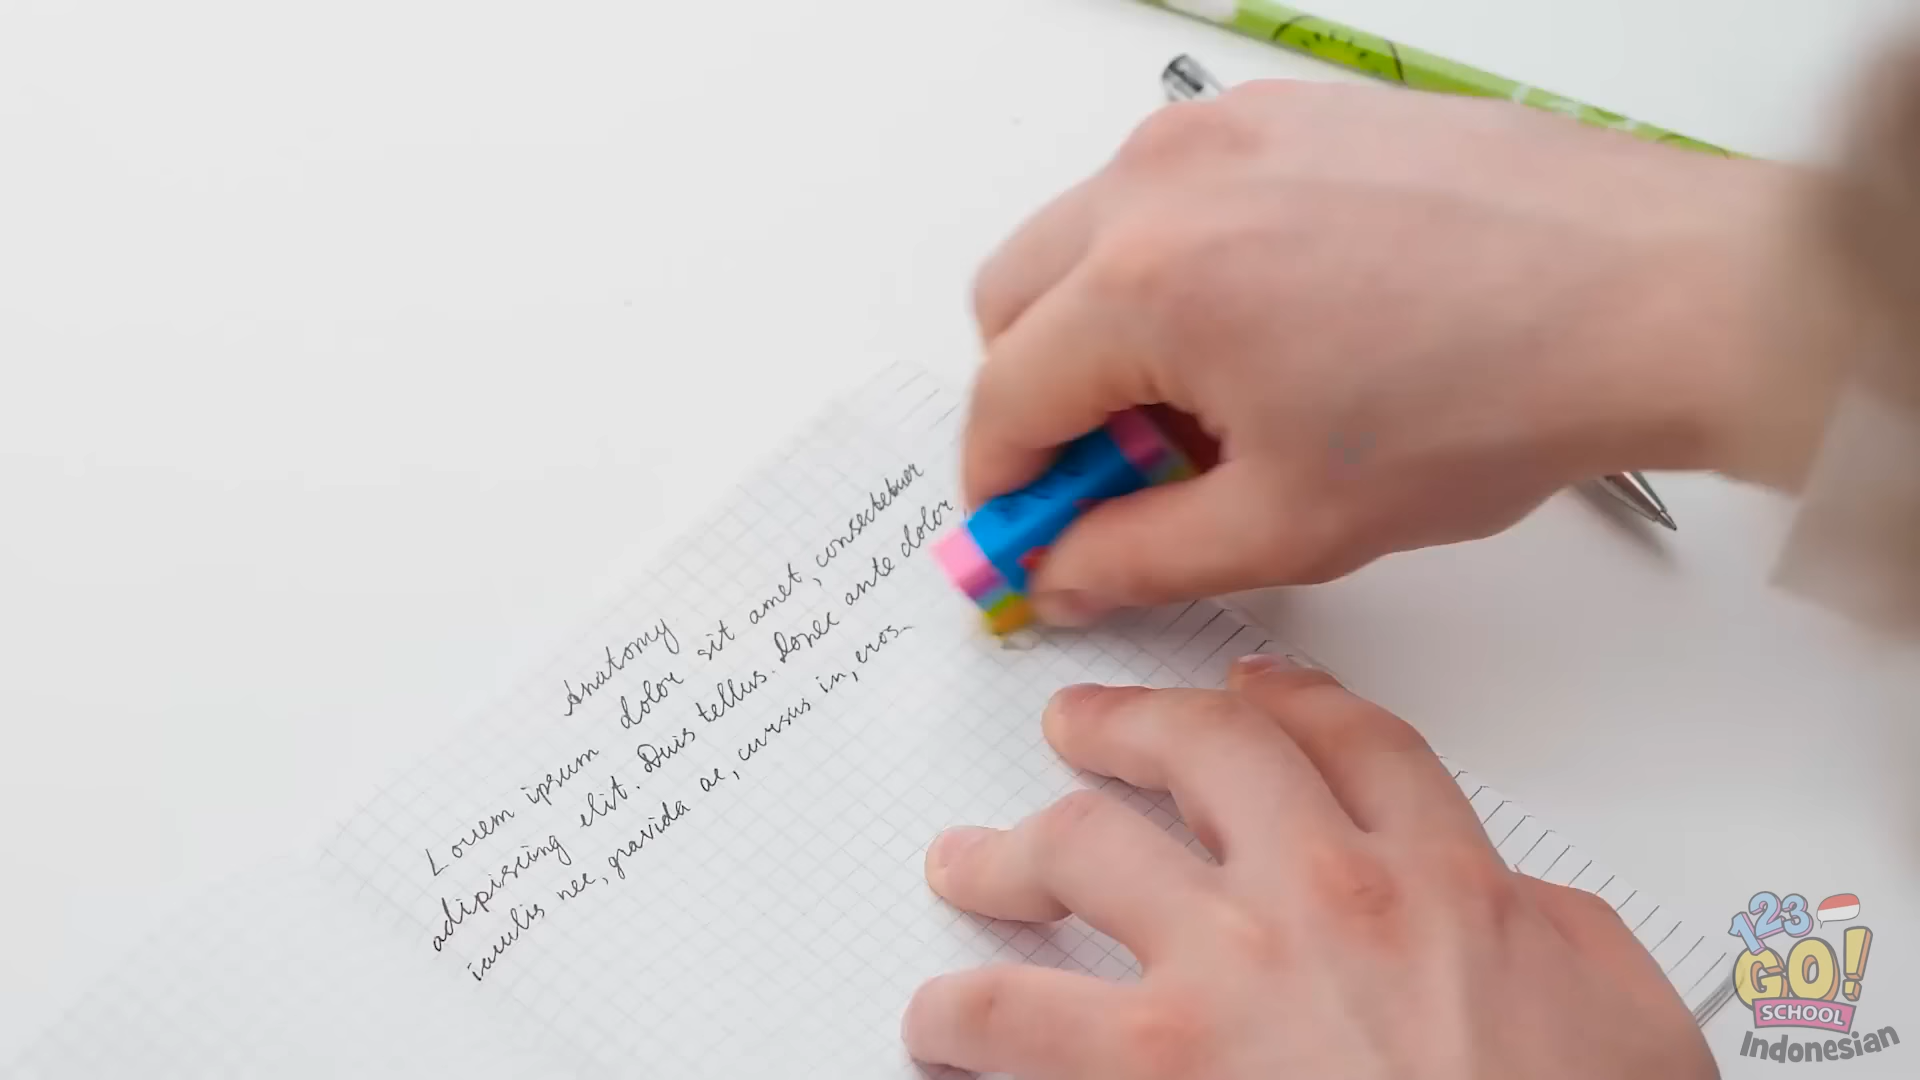 Anatomy
Lorem ipsum dolor sit amet, consectetuer
adipiscing elit. Duis tellus. Donec ante dolor,
iaculis nec, gravida ac, cursus in, eros.
123
GO!
SCHOOL
Indonesian